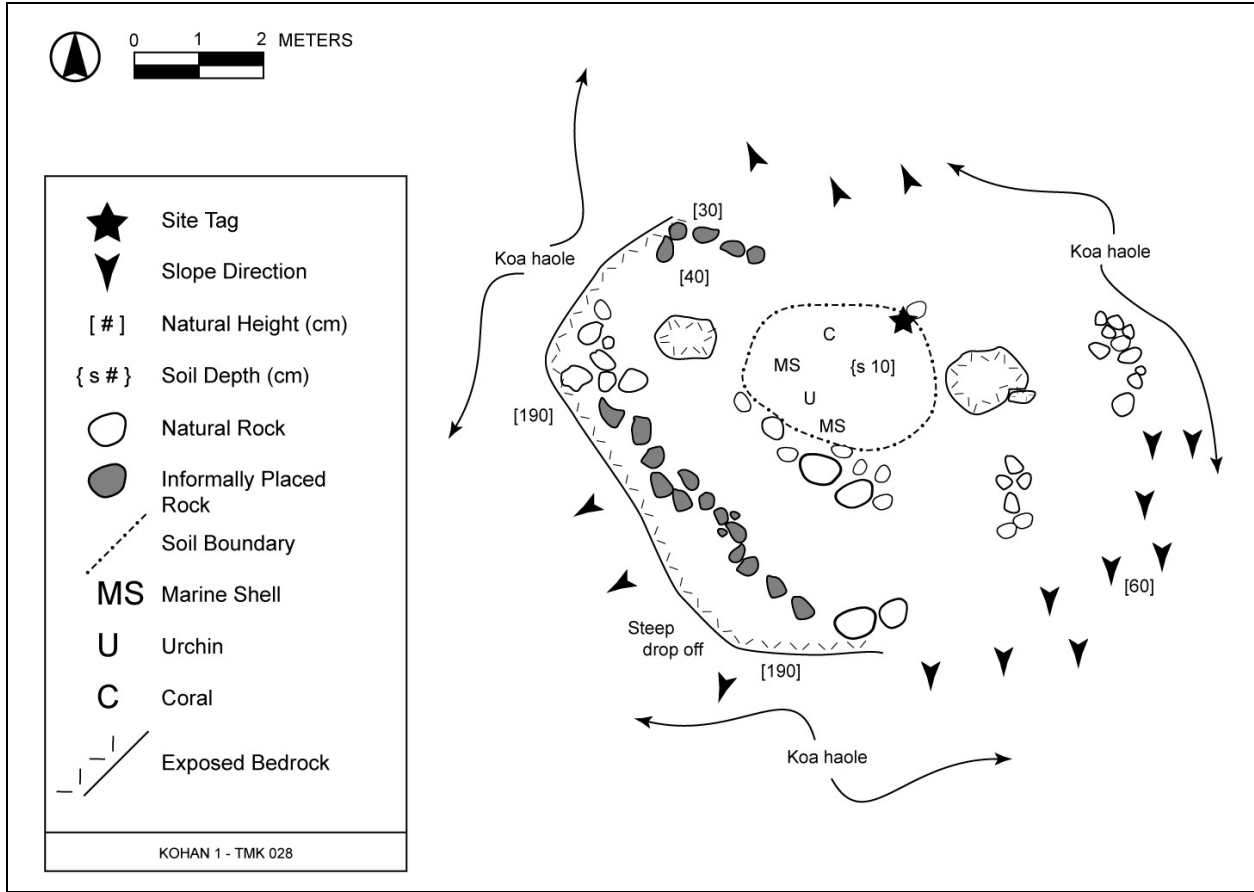 0 1 2 METERS
Site Tag
Slope Direction
[ # ] Natural Height (cm)
{ s # } Soil Depth (cm)
Natural Rock
Informally Placed
Rock
Soil Boundary
MS Marine Shell
U Urchin
C Coral
Exposed Bedrock
KOHAN 1 - TMK 028
[30]
Koa haole
[40]
Koa haole
C
MS
{s 10]
U
MS
[190]
[60]
Steep
drop off
[190]
Koa haole